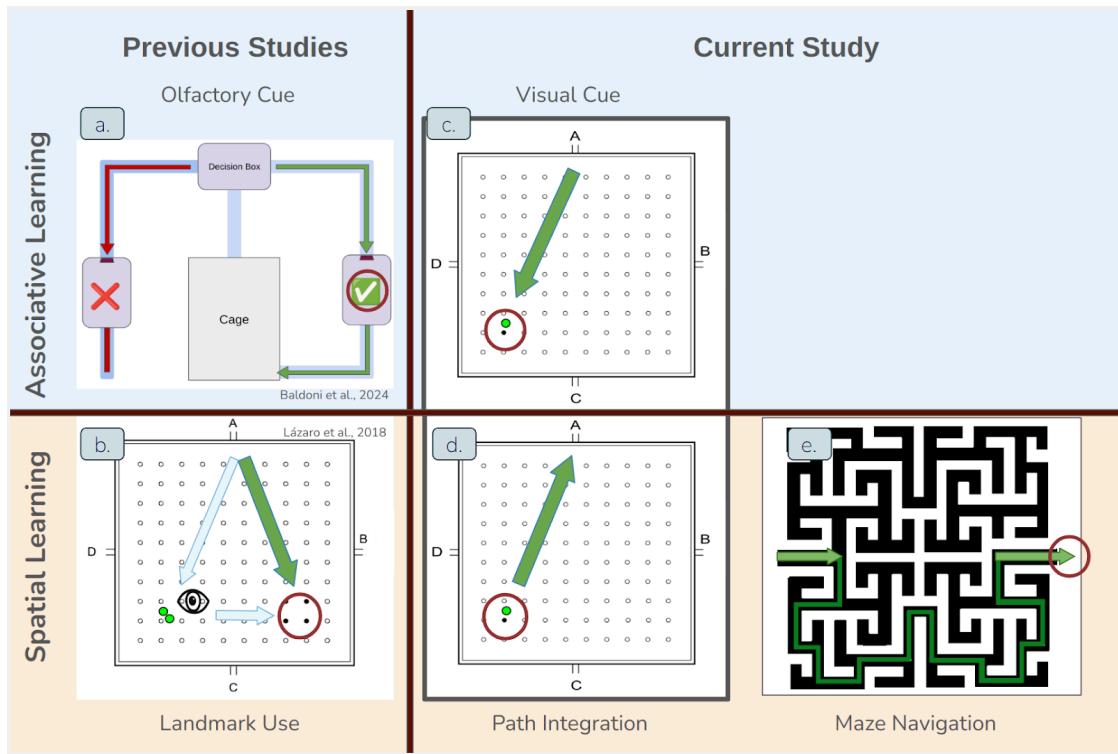 Previous Studies
Current Study
Olfactory Cue
Visual Cue
Associative Learning
a.
Decision Box
Cage
Baldoni et al., 2024
c.
A
B
C
D
Spatial Learning
b.
Lázaro et al., 2018
A
B
C
D
d.
A
B
C
D
e.
Landmark Use
Path Integration
Maze Navigation